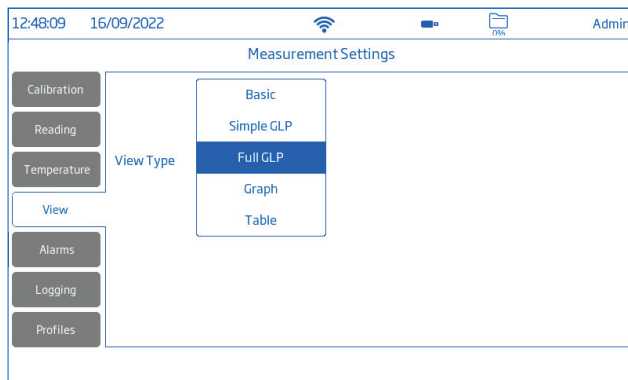 12:48:09 16/09/2022 0% Admin
Measurement Settings
Calibration
Reading
Temperature
View
Alarms
Logging
Profiles
View Type
Basic
Simple GLP
Full GLP
Graph
Table